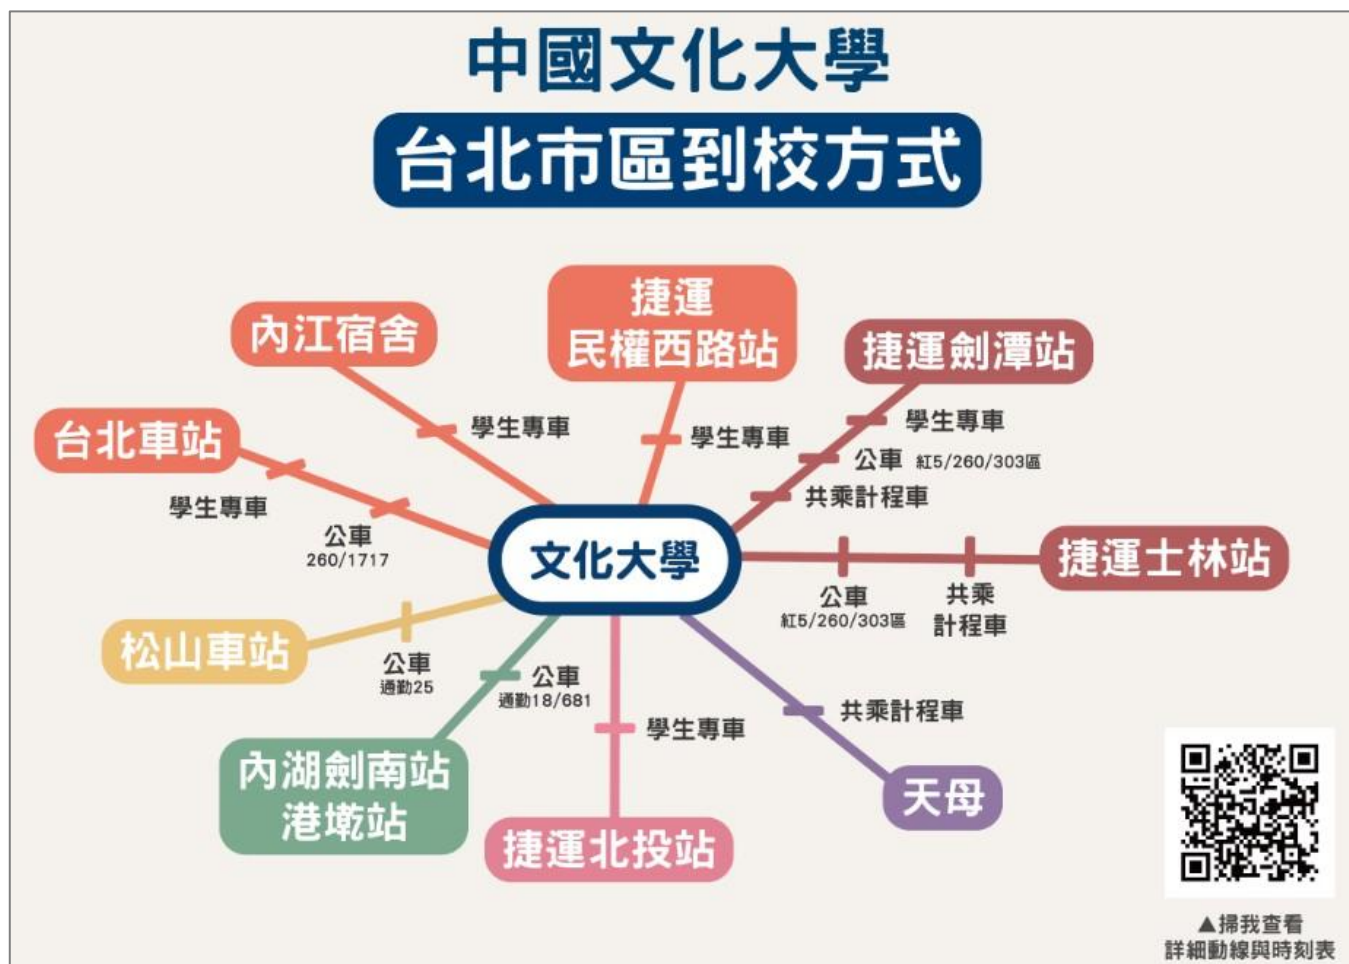 中國文化大學
台北市區到校方式
內江宿舍
捷運
民權西路站
捷運劍潭站
台北車站
學生專車
學生專車
學生專車
公車 紅5/260/303區
共乘計程車
學生專車
公車
260/1717
文化大學
捷運士林站
公車
紅5/260/303區
共乘
計程車
松山車站
公車
通勤25
公車
通勤18/681
學生專車
共乘計程車
內湖劍南站
港墘站
捷運北投站
天母
▲掃我查看
詳細動線與時刻表